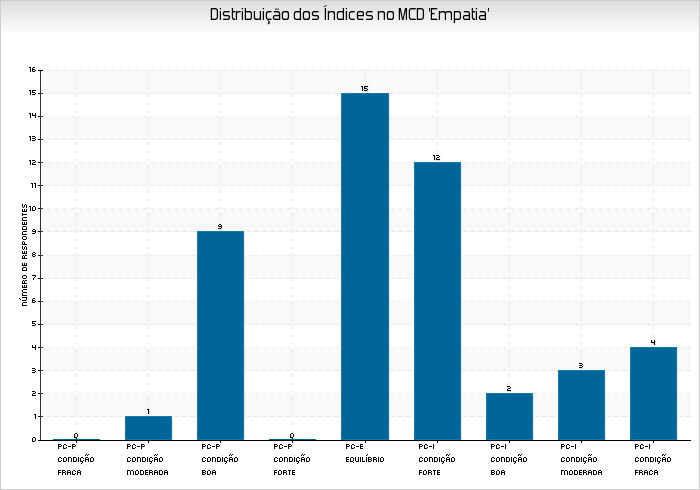 Distribuição dos Índices no MCD 'Empatia'
NÚMERO DE RESPONDENTES
16
15
14
13
12
11
10
9
8
7
6
5
4
3
2
1
0
0
1
9
0
15
12
2
3
4
PC-P
CONDIÇÃO
FRACA
PC-P
CONDIÇÃO
MODERADA
PC-P
CONDIÇÃO
BOA
PC-P
CONDIÇÃO
FORTE
PC-E
EQUILÍBRIO
PC-I
CONDIÇÃO
FORTE
PC-I
CONDIÇÃO
BOA
PC-I
CONDIÇÃO
MODERADA
PC-I
CONDIÇÃO
FRACA